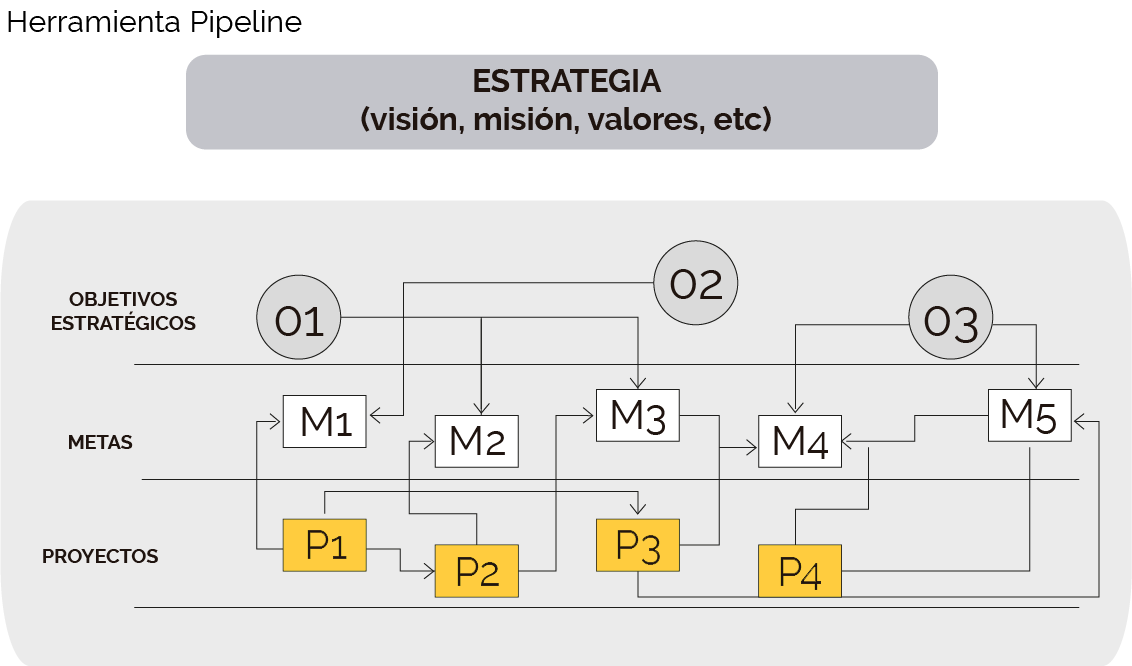 Herramienta Pipeline
ESTRATEGIA
(visión, misión, valores, etc)
OBJETIVOS
ESTRATÉGICOS
O1
O2
O3
METAS
M1
M2
M3
M4
M5
PROYECTOS
P1
P2
P3
P4